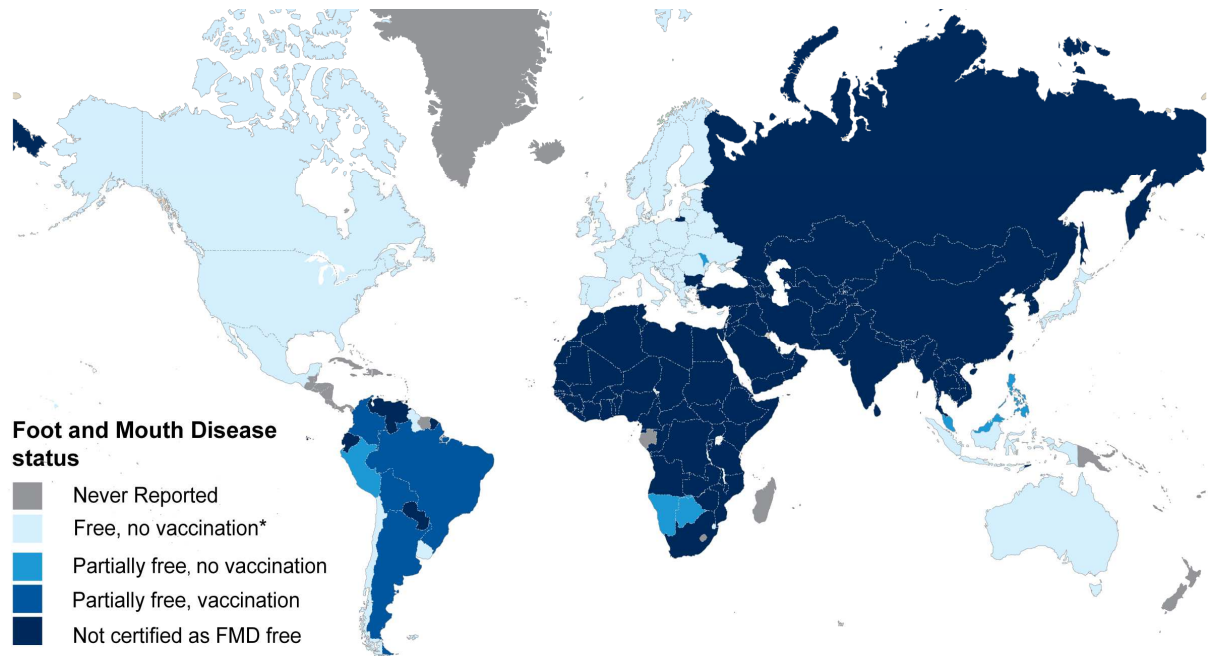 Foot and Mouth Disease
status
Never Reported
Free, no vaccination*
Partially free, no vaccination
Partially free, vaccination
Not certified as FMD free